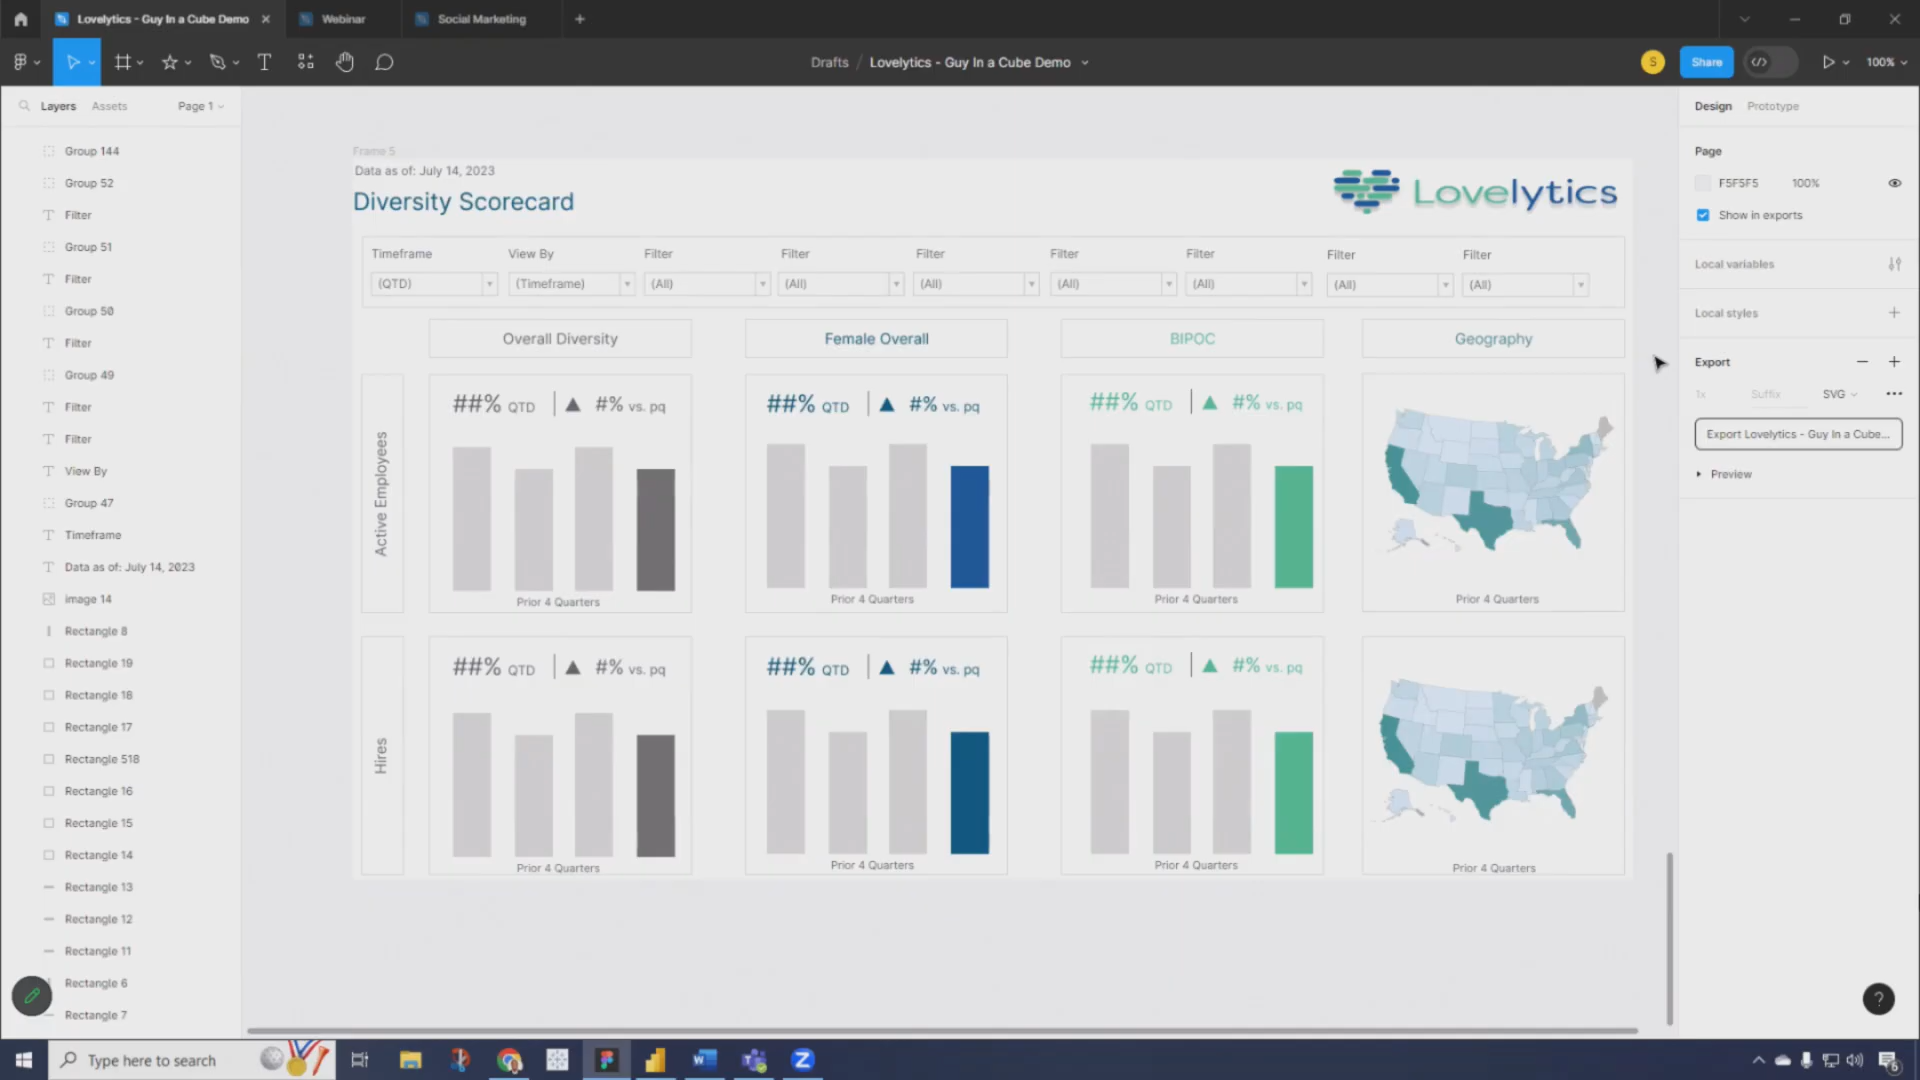 Lovelytics - Guy In a Cube Demo
Webinar
Social Marketing
Drafts / Lovelytics - Guy In a Cube Demo
S
Share
100%
Layers
Assets
Page 1
Group 144
Group 52
Filter
Group 51
Filter
Group 50
Filter
Group 49
Filter
Filter
View By
Group 47
Timeframe
Data as of: July 14, 2023
image 14
Rectangle 8
Rectangle 19
Rectangle 18
Rectangle 17
Rectangle 518
Rectangle 16
Rectangle 15
Rectangle 14
Rectangle 13
Rectangle 12
Rectangle 11
Rectangle 6
Rectangle 7
Frame 5
Data as of: July 14, 2023
Diversity Scorecard
Lovelytics
Timeframe View By Filter Filter Filter Filter Filter Filter Filter
(QTD) (Timeframe) (All) (All) (All) (All) (All) (All) (All)
Overall Diversity
Female Overall
BIPOC
Geography
Active Employees
##% QTD #% vs. pq
Prior 4 Quarters
##% QTD #% vs. pq
Prior 4 Quarters
##% QTD #% vs. pq
Prior 4 Quarters
Prior 4 Quarters
Hires
##% QTD #% vs. pq
Prior 4 Quarters
##% QTD #% vs. pq
Prior 4 Quarters
##% QTD #% vs. pq
Prior 4 Quarters
Prior 4 Quarters
Design
Prototype
Page
F5F5F5 100%
Show in exports
Local variables
Local styles
Export
1x Suffix SVG
Export Lovelytics - Guy In a Cube...
Preview
?
Type here to search